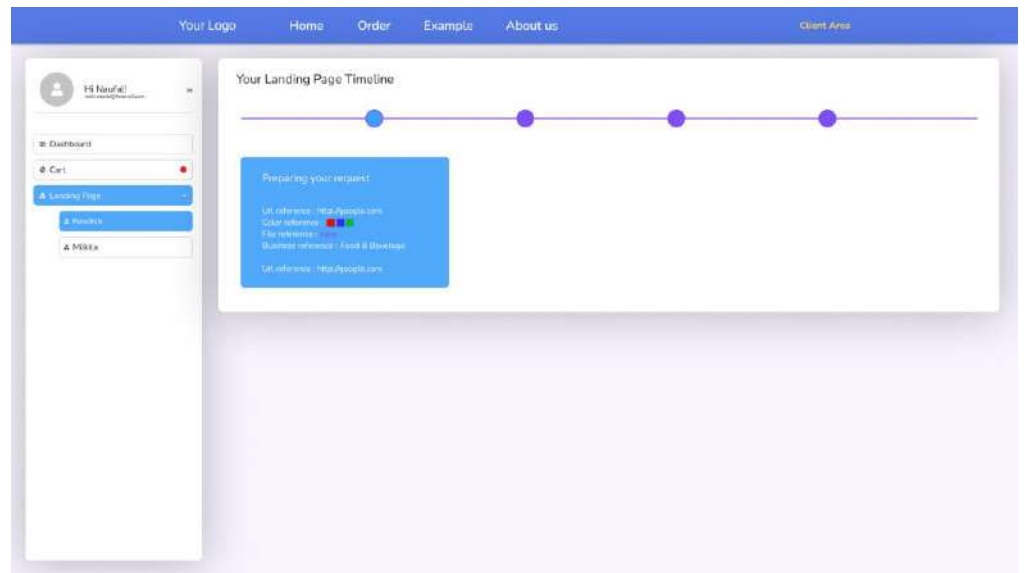 Your Logo Home Order Example About us Client Area
Hi Naufal!
Your Landing Page Timeline
Dashboard
Cart
Landing Page
Mikka
Preparing your request
Url reference : http://google.com
Color reference :
File reference :
Business reference : Food & Beverage
Url reference : http://google.com